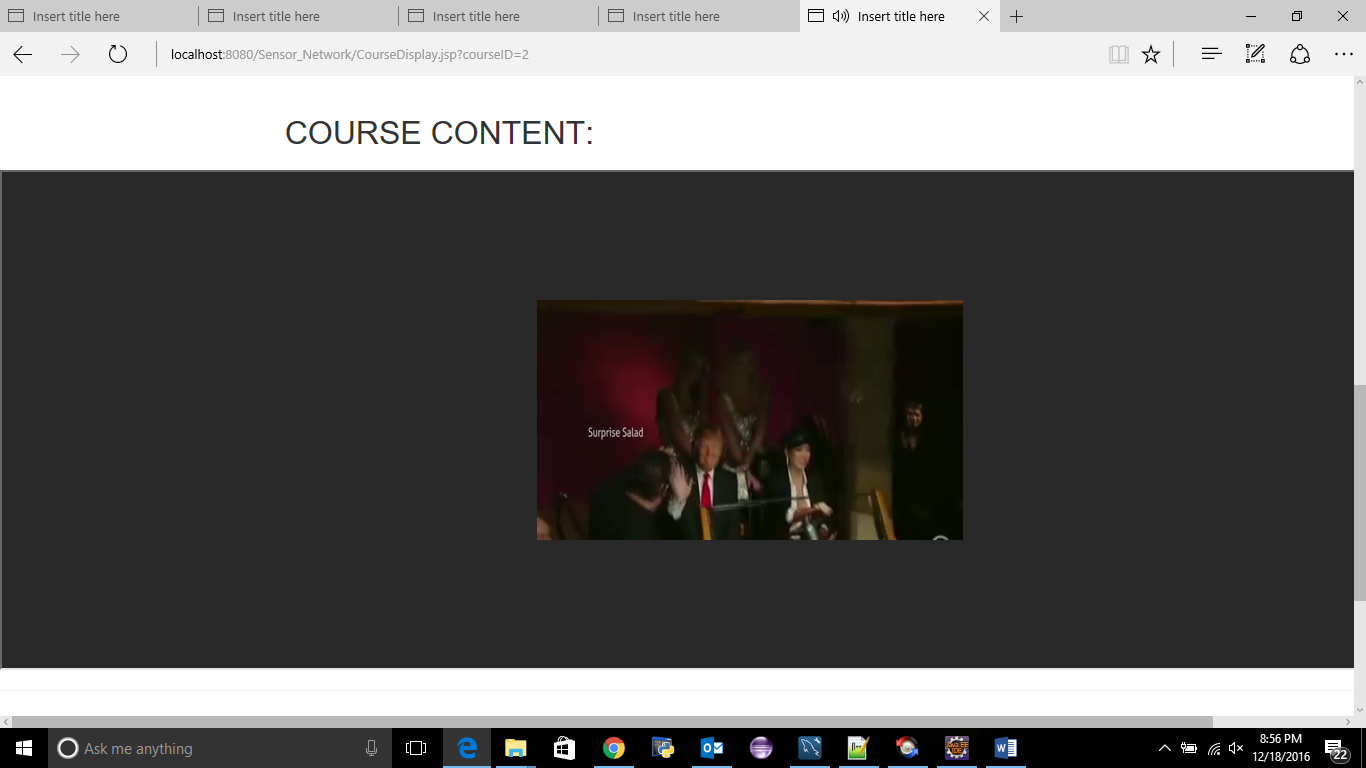 Insert title here
Insert title here
Insert title here
Insert title here
Insert title here
localhost:8080/Sensor_Network/CourseDisplay.jsp?courseID=2
COURSE CONTENT:
Surprise Salad
Ask me anything
8:56 PM
12/18/2016
22